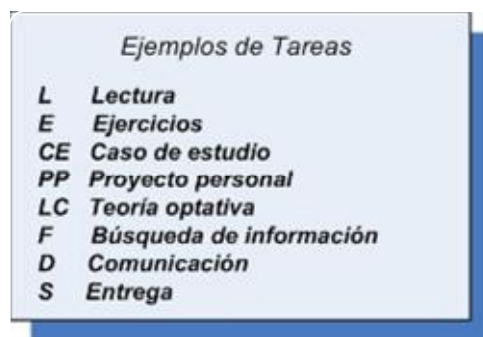 Ejemplos de Tareas
L Lectura
E Ejercicios
CE Caso de estudio
PP Proyecto personal
LC Teoría optativa
F Búsqueda de información
D Comunicación
S Entrega